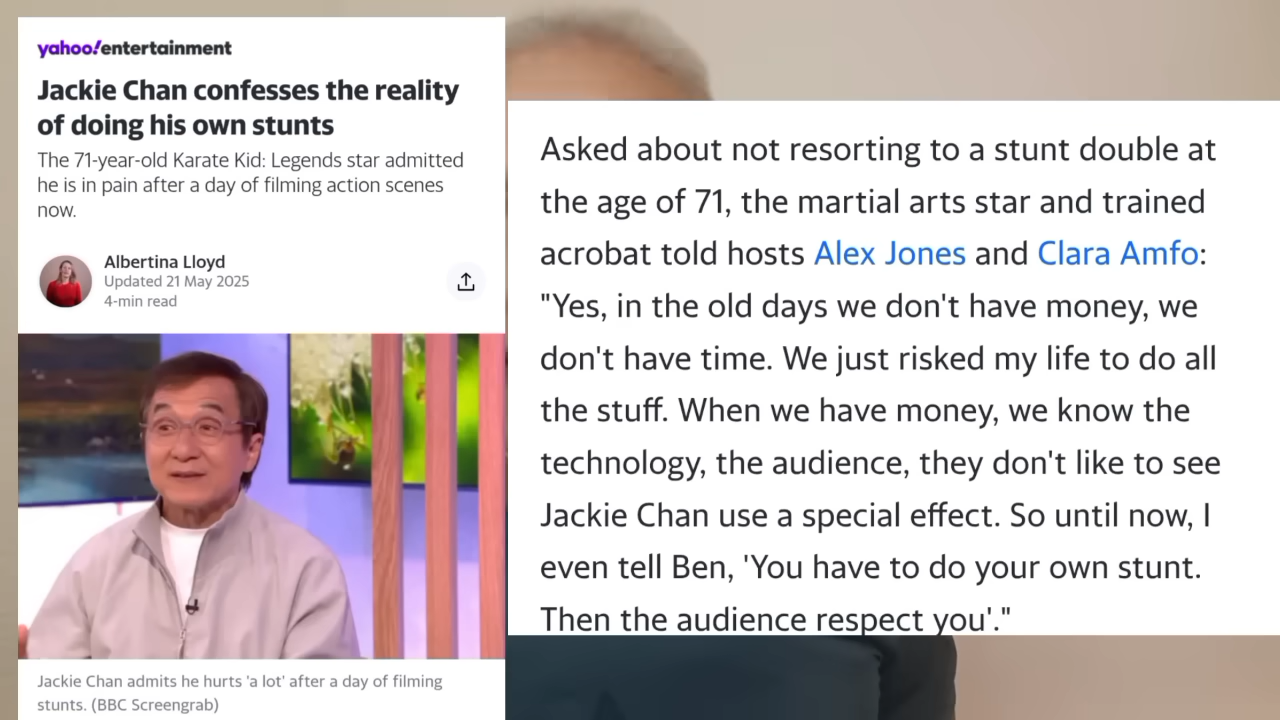 yahoo!entertainment
Jackie Chan confesses the reality
of doing his own stunts
The 71-year-old Karate Kid: Legends star admitted
he is in pain after a day of filming action scenes
now.
Albertina Lloyd
Updated 21 May 2025
4-min read
Jackie Chan admits he hurts 'a lot' after a day of filming
stunts. (BBC Screengrab)
Asked about not resorting to a stunt double at
the age of 71, the martial arts star and trained
acrobat told hosts Alex Jones and Clara Amfo:
"Yes, in the old days we don't have money, we
don't have time. We just risked my life to do all
the stuff. When we have money, we know the
technology, the audience, they don't like to see
Jackie Chan use a special effect. So until now, I
even tell Ben, 'You have to do your own stunt.
Then the audience respect you'."